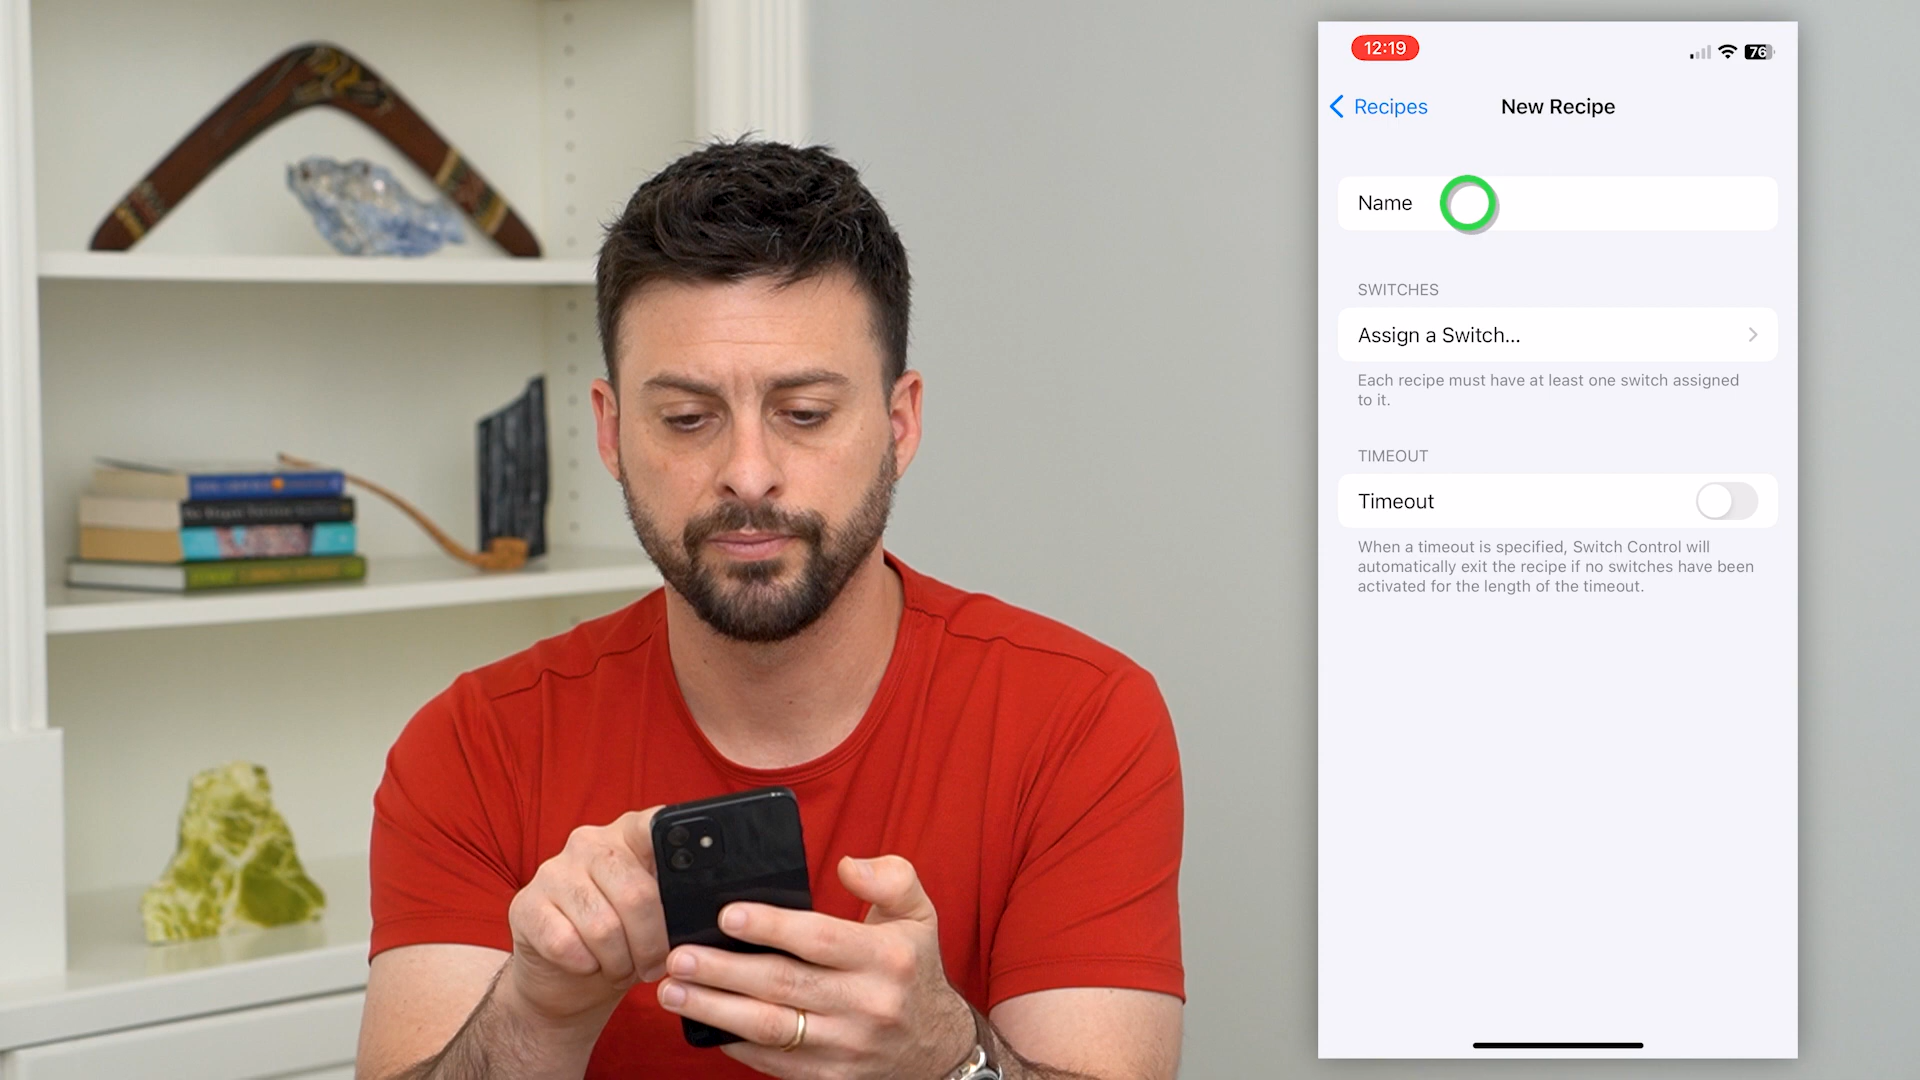 12:19
76
Recipes
New Recipe
Name
SWITCHES
Assign a Switch...
Each recipe must have at least one switch assigned
to it.
TIMEOUT
Timeout
When a timeout is specified, Switch Control will
automatically exit the recipe if no switches have been
activated for the length of the timeout.